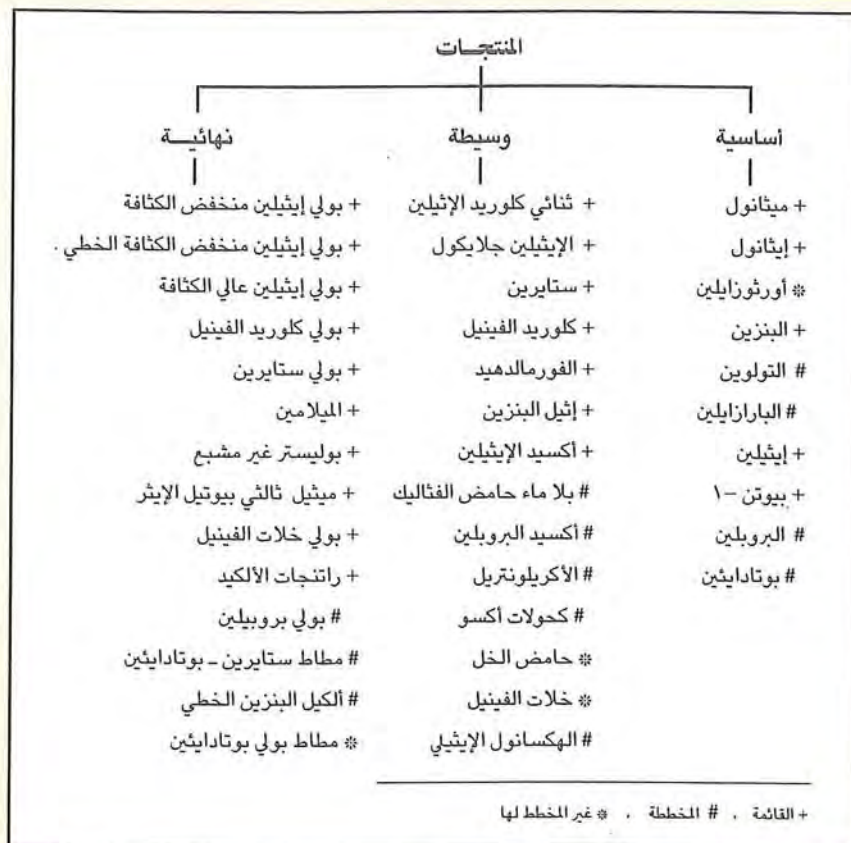 المنتجـــات
أساسية
+ ميثانول
+ إيثانول
* أورثوزايلين
+ البنزين
# التولوين
# البارازايلين
+ إيثيلين
+ بيوتن -١
# البروبلين
# بوتادايئين
وسيطة
+ ثنائي كلوريد الإثيلين
+ الإيثيلين جلايكول
+ ستايرين
+ كلوريد الفينيل
+ الفورمالدهيد
+ إثيل البنزين
+ أكسيد الإيثيلين
# بلا ماء حامض الفثاليك
# أكسيد البروبلين
# الأكريلونتريل
# كحولات أكسو
* حامض الخل
* خلات الفينيل
# الهكسانول الإيثيلي
نهائيـــة
+ بولي إيثيلين منخفض الكثافة
+ بولي إيثيلين منخفض الكثافة الخطي .
+ بولي إيثيلين عالي الكثافة
+ بولي كلوريد الفينيل
+ بولي ستايرين
+ الميلامين
+ بوليستر غير مشبع
+ ميثيل ثالثي بيوتيل الإيثر
+ بولي خلات الفينيل
+ راتنجات الألكيد
# بولي بروبيلين
# مطاط ستايرين - بوتادايئين
# ألكيل البنزين الخطي
* مطاط بولي بوتادايئين
+ القائمة ، # المخططة ، * غير المخطط لها